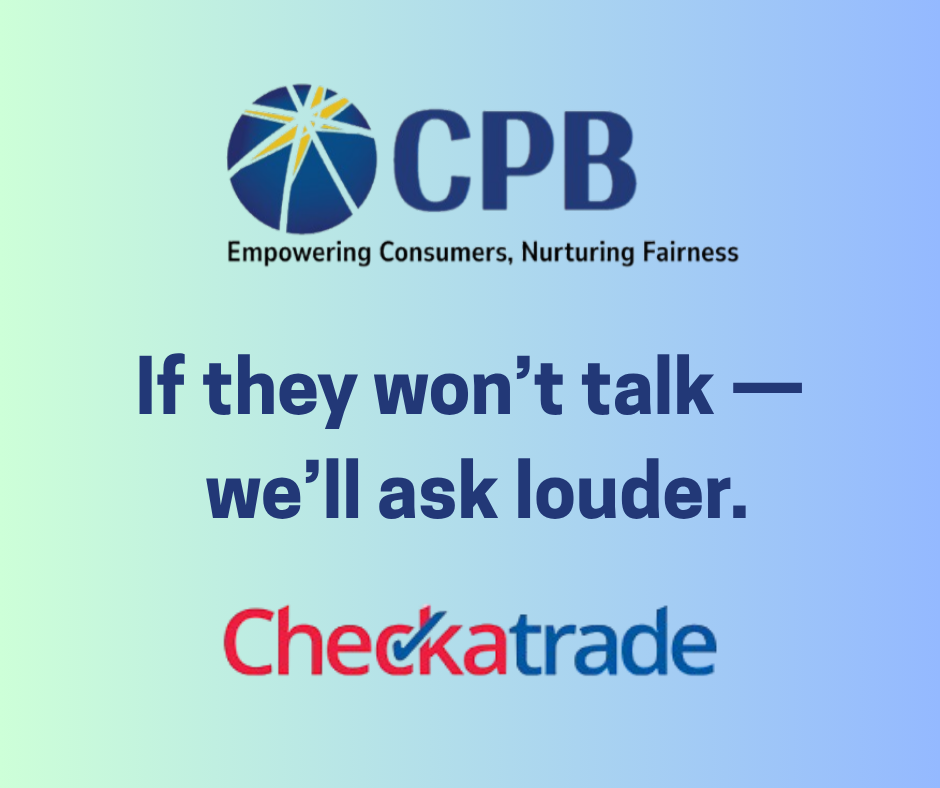 CPB
Empowering Consumers, Nurturing Fairness
If they won’t talk —
we’ll ask louder.
Checkatrade